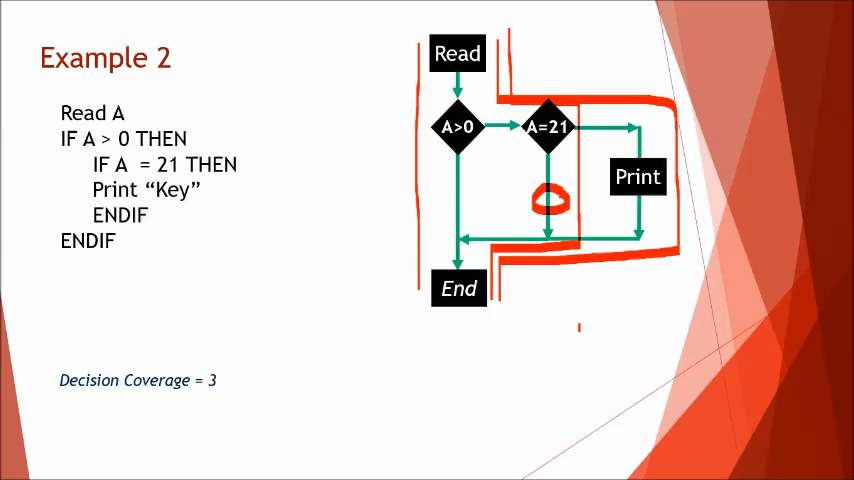 Example 2
Read A
IF A > 0 THEN
IF A  = 21 THEN
Print “Key”
ENDIF
ENDIF
Decision Coverage = 3
Read
A>0
A=21
Print
End